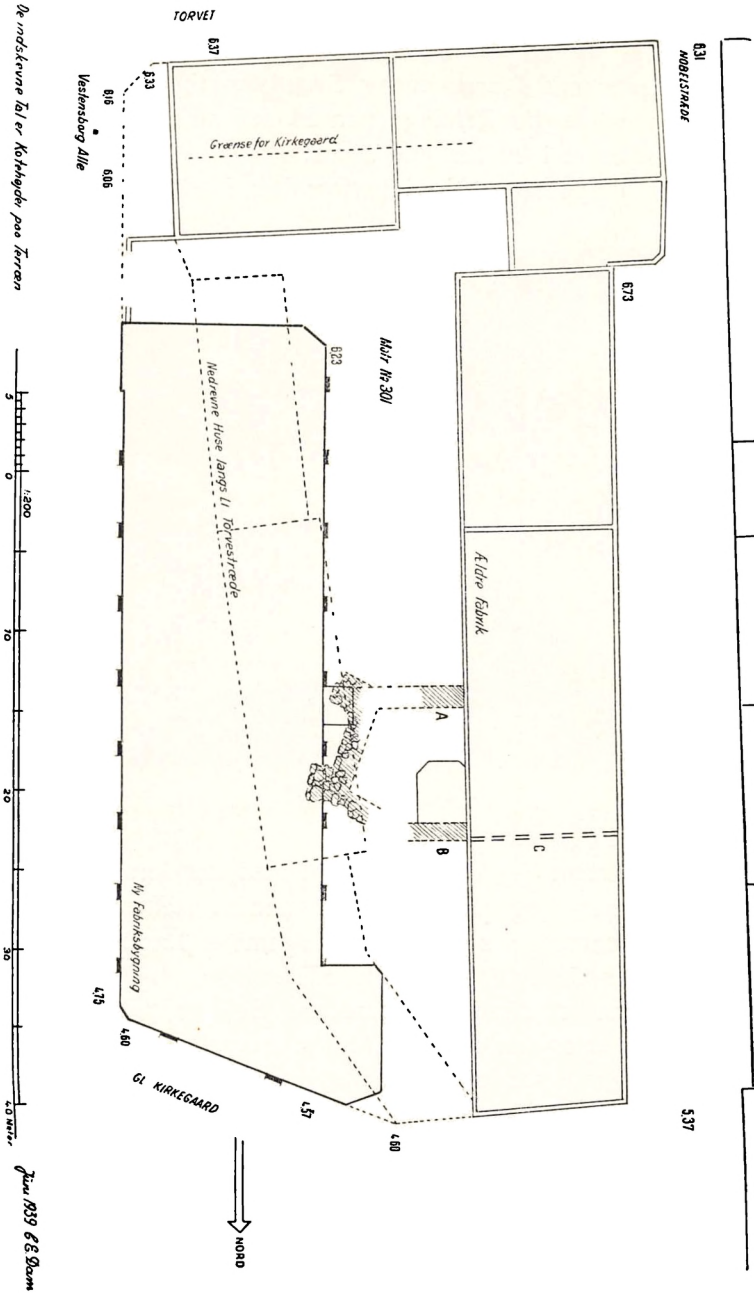 TORVET
6.37
6.31
NOBELSTRÆDE
6.33
6.16
Vestensborg Alle
6.06
Grænse for Kirkegaard
6.73
Matr № 301
6.23
Nedrevne Huse langs Ll. Torvestræde
Ældre Fabrik
A
B
C
Ny Fabriksbygning
4.75
4.60
GL KIRKEGAARD
4.57
4.60
5.37
NORD
De indskrevne Tal er Kotehøjder paa Terræn
5
0
1:200
10
20
30
40 Meter
Juni 1939 C.E. Dam